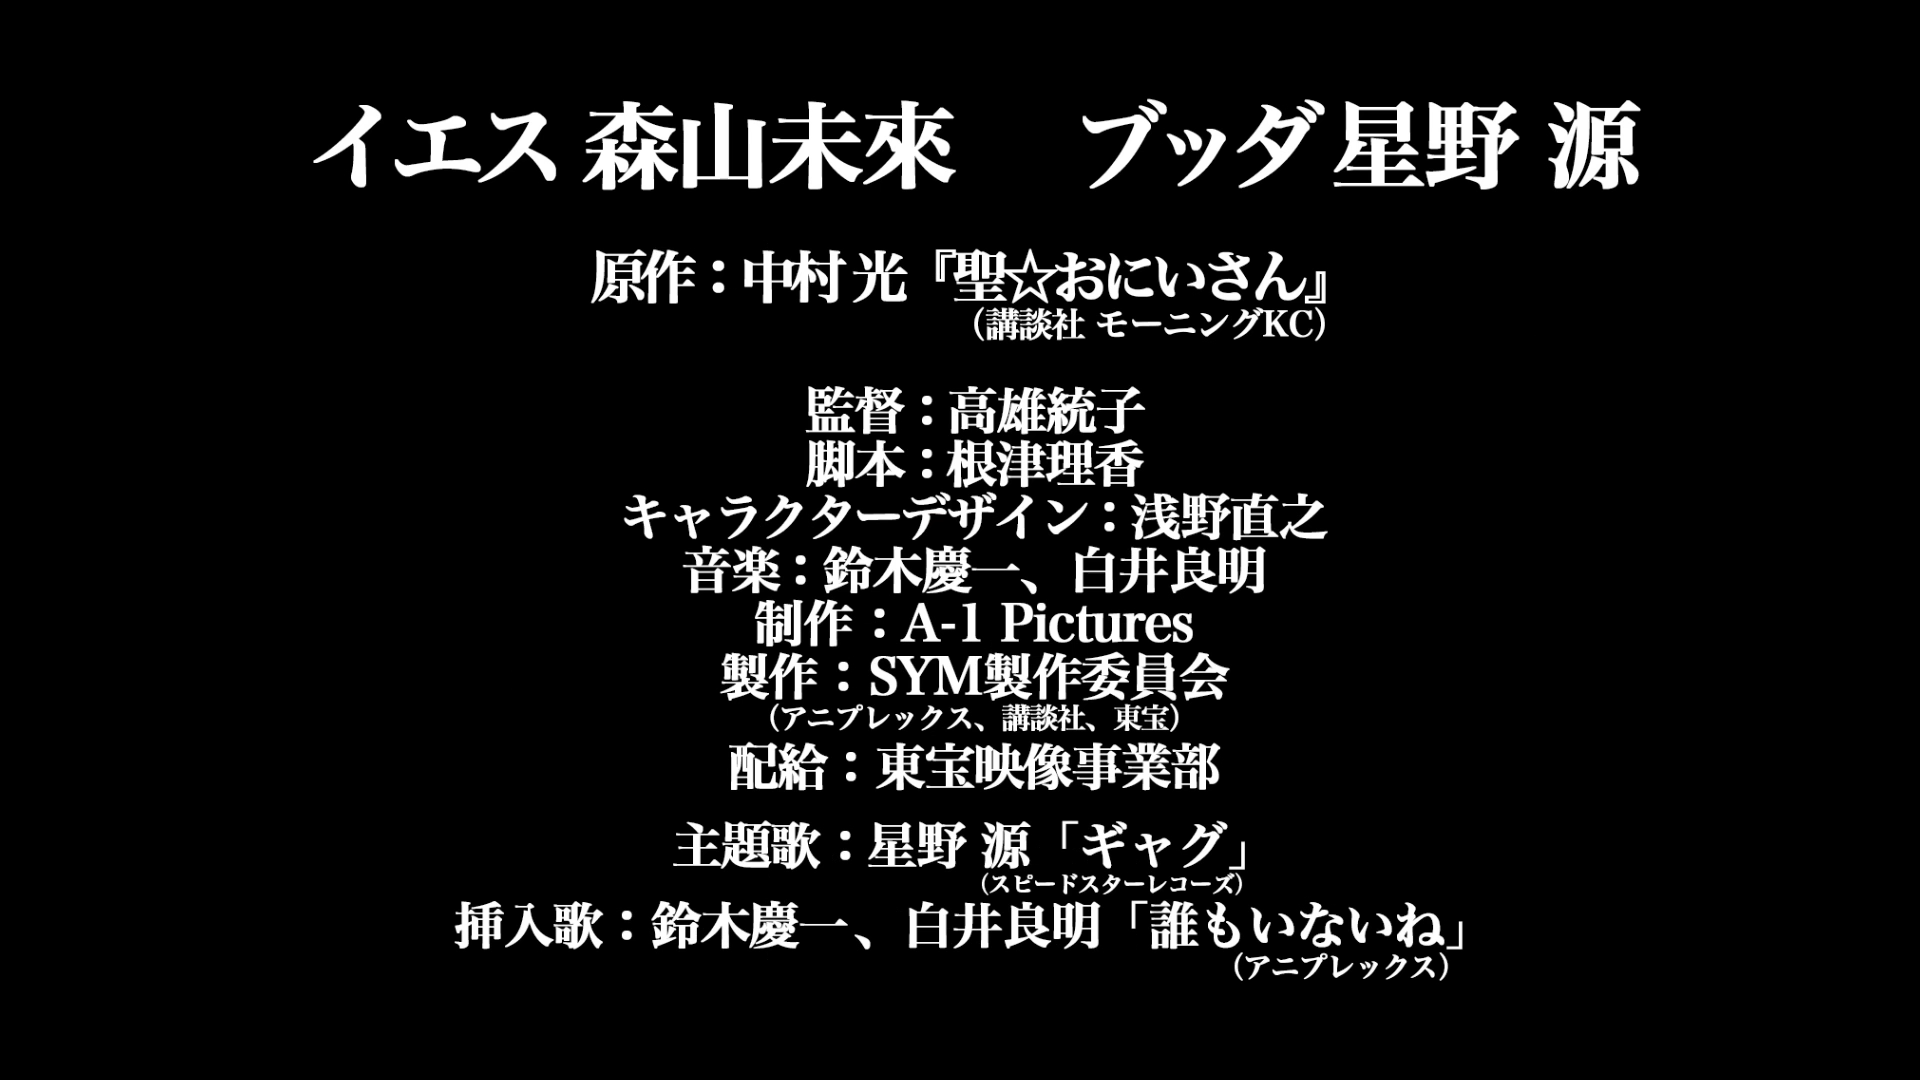 イエス 森山未來　ブッダ 星野 源
原作：中村 光『聖☆おにいさん』
（講談社 モーニングKC）
監督：高雄統子
脚本：根津理香
キャラクターデザイン：浅野直之
音楽：鈴木慶一、白井良明
制作：A-1 Pictures
製作：SYM製作委員会
（アニプレックス、講談社、東宝）
配給：東宝映像事業部
主題歌：星野 源「ギャグ」
（スピードスターレコーズ）
挿入歌：鈴木慶一、白井良明「誰もいないね」
（アニプレックス）